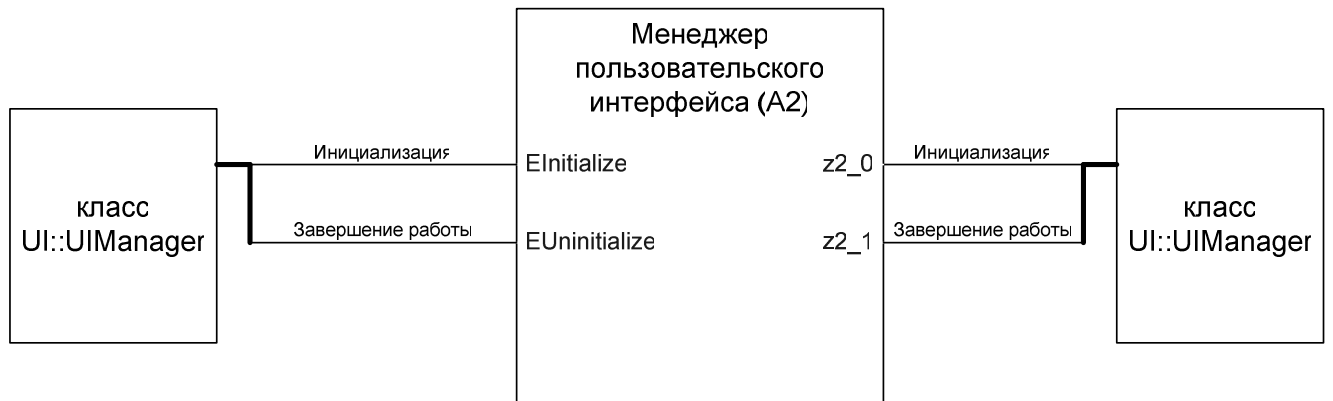 Менеджер
пользовательского
интерфейса (A2)
класс
UI::UIManager
Инициализация
EInitialize
z2_0
Инициализация
Завершение работы
EUninitialize
z2_1
Завершение работы
класс
UI::UIManager